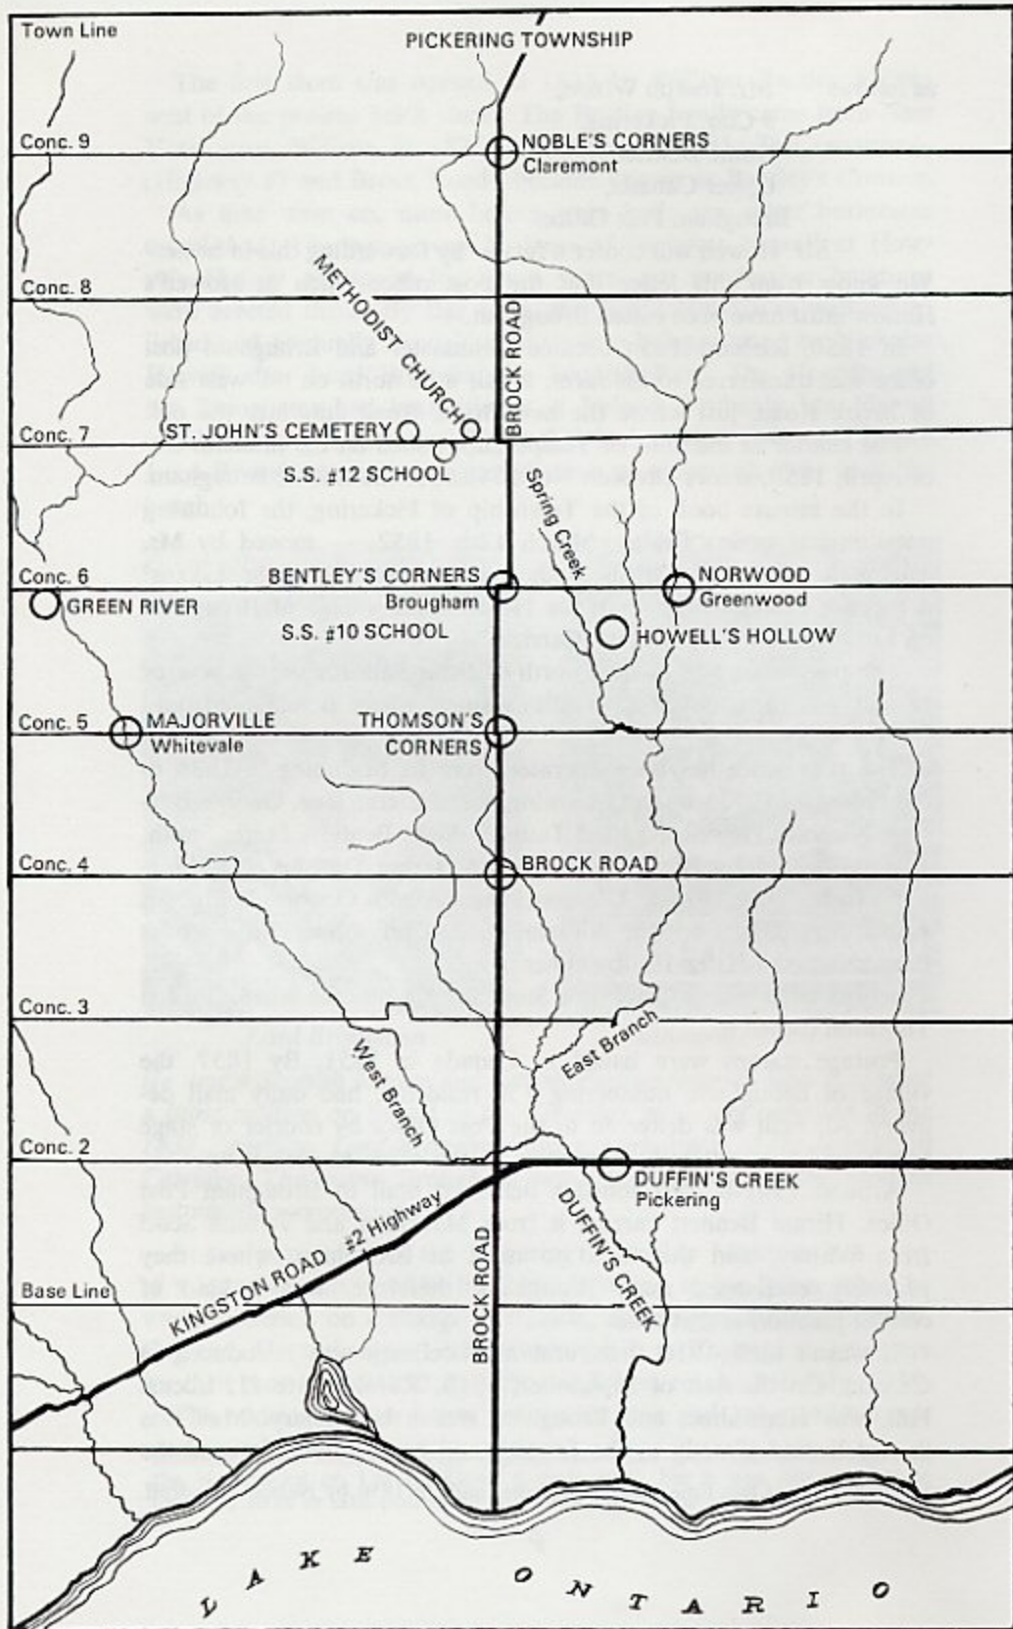 Town Line
PICKERING TOWNSHIP
Conc. 9
NOBLE'S CORNERS
Claremont
METHODIST CHURCH
Conc. 8
BROCK ROAD
Conc. 7
ST. JOHN'S CEMETERY
S.S. #12 SCHOOL
Spring Creek
Conc. 6
BENTLEY'S CORNERS
Brougham
NORWOOD
Greenwood
GREEN RIVER
S.S. #10 SCHOOL
HOWELL'S HOLLOW
Conc. 5
MAJORVILLE
Whitevale
THOMSON'S
CORNERS
Conc. 4
BROCK ROAD
Conc. 3
West Branch
East Branch
Conc. 2
DUFFIN'S CREEK
Pickering
DUFFIN'S CREEK
#2 Highway
KINGSTON ROAD
Base Line
BROCK ROAD
LAKE ONTARIO